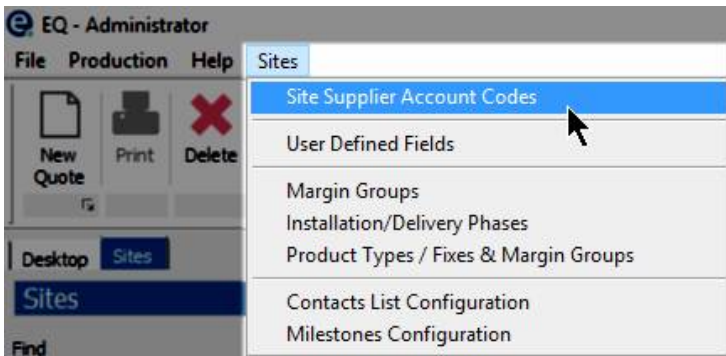 EQ - Administrator
File Production Help Sites
Site Supplier Account Codes
User Defined Fields
Margin Groups
Installation/Delivery Phases
Product Types / Fixes & Margin Groups
Contacts List Configuration
Milestones Configuration
New Quote
Print
Delete
Desktop Sites
Sites
Find